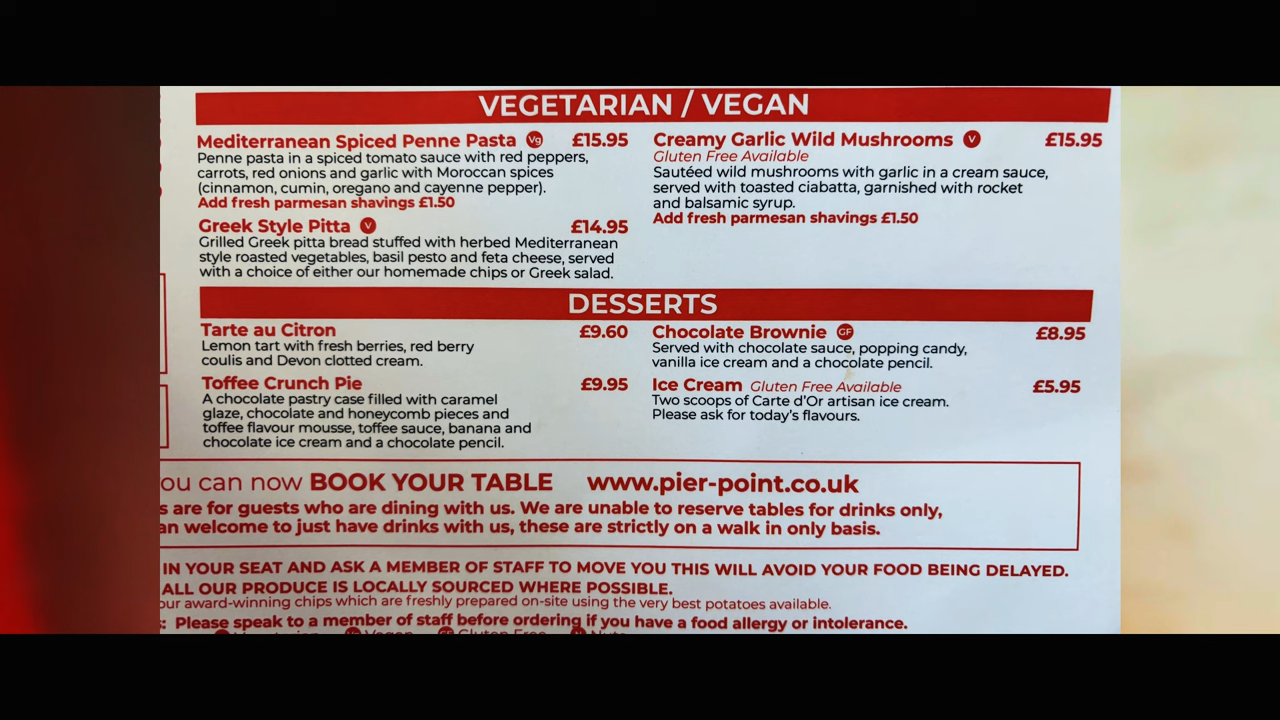 VEGETARIAN / VEGAN
Mediterranean Spiced Penne Pasta Vg £15.95
Penne pasta in a spiced tomato sauce with red peppers,
carrots, red onions and garlic with Moroccan spices
(cinnamon, cumin, oregano and cayenne pepper).
Add fresh parmesan shavings £1.50
Greek Style Pitta V £14.95
Grilled Greek pitta bread stuffed with herbed Mediterranean
style roasted vegetables, basil pesto and feta cheese, served
with a choice of either our homemade chips or Greek salad.
Creamy Garlic Wild Mushrooms V £15.95
Gluten Free Available
Sautéed wild mushrooms with garlic in a cream sauce,
served with toasted ciabatta, garnished with rocket
and balsamic syrup.
Add fresh parmesan shavings £1.50
DESSERTS
Tarte au Citron £9.60
Lemon tart with fresh berries, red berry
coulis and Devon clotted cream.
Toffee Crunch Pie £9.95
A chocolate pastry case filled with caramel
glaze, chocolate and honeycomb pieces and
toffee flavour mousse, toffee sauce, banana and
chocolate ice cream and a chocolate pencil.
Chocolate Brownie GF £8.95
Served with chocolate sauce, popping candy,
vanilla ice cream and a chocolate pencil.
Ice Cream Gluten Free Available £5.95
Two scoops of Carte d'Or artisan ice cream.
Please ask for today's flavours.
ou can now BOOK YOUR TABLE www.pier-point.co.uk
s are for guests who are dining with us. We are unable to reserve tables for drinks only,
an welcome to just have drinks with us, these are strictly on a walk in only basis.
IN YOUR SEAT AND ASK A MEMBER OF STAFF TO MOVE YOU THIS WILL AVOID YOUR FOOD BEING DELAYED.
ALL OUR PRODUCE IS LOCALLY SOURCED WHERE POSSIBLE.
our award-winning chips which are freshly prepared on-site using the very best potatoes available.
: Please speak to a member of staff before ordering if you have a food allergy or intolerance.